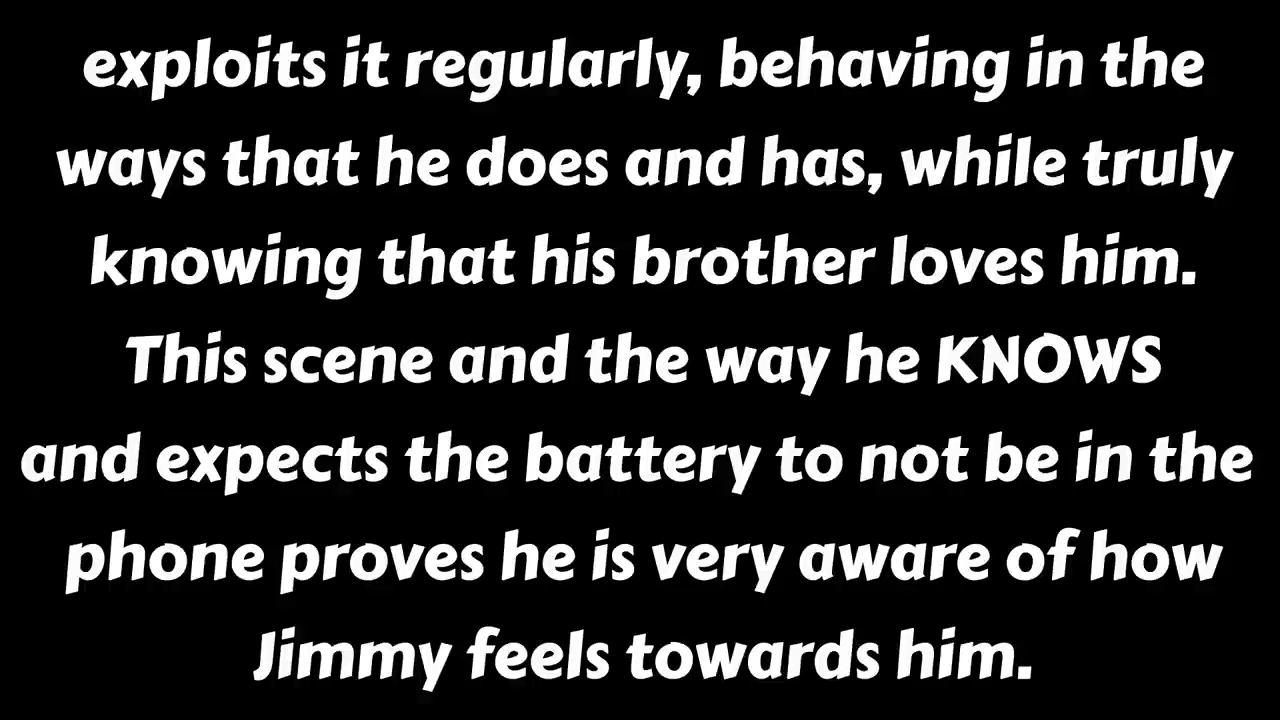 exploits it regularly, behaving in the
ways that he does and has, while truly
knowing that his brother loves him.
This scene and the way he KNOWS
and expects the battery to not be in the
phone proves he is very aware of how
Jimmy feels towards him.